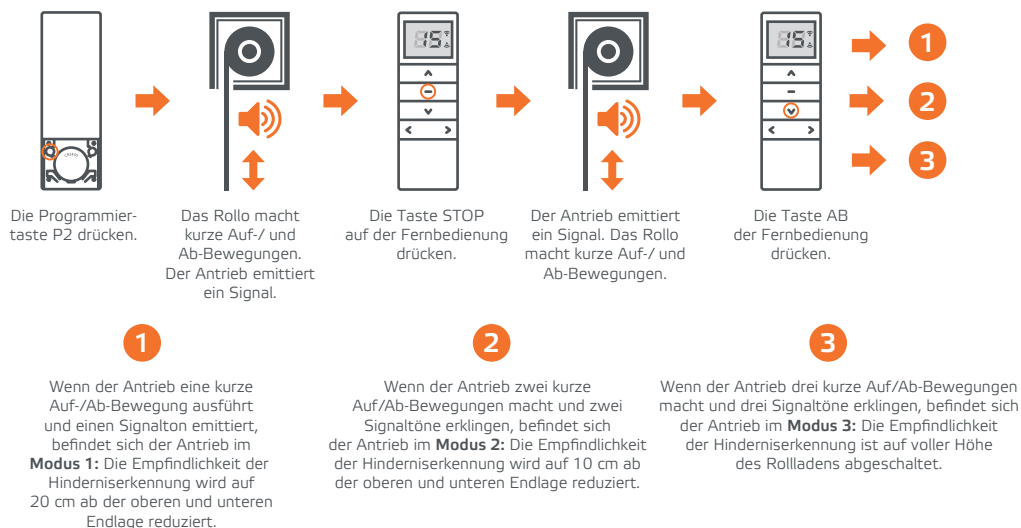 15
15
1
2
3
Die Programmier-
taste P2 drücken.
Das Rollo macht
kurze Auf-/ und
Ab-Bewegungen.
Der Antrieb emittiert
ein Signal.
Die Taste STOP
auf der Fernbedienung
drücken.
Der Antrieb emittiert
ein Signal. Das Rollo
macht kurze Auf-/ und
Ab-Bewegungen.
Die Taste AB
der Fernbedienung
drücken.
1
Wenn der Antrieb eine kurze
Auf-/Ab-Bewegung ausführt
und einen Signalton emittiert,
befindet sich der Antrieb im
Modus 1: Die Empfindlichkeit der
Hinderniserkennung wird auf
20 cm ab der oberen und unteren
Endlage reduziert.
2
Wenn der Antrieb zwei kurze
Auf/Ab-Bewegungen macht und zwei
Signaltöne erklingen, befindet sich
der Antrieb im Modus 2: Die Empfindlichkeit
der Hinderniserkennung wird auf 10 cm ab
der oberen und unteren Endlage reduziert.
3
Wenn der Antrieb drei kurze Auf/Ab-Bewegungen
macht und drei Signaltöne erklingen, befindet sich
der Antrieb im Modus 3: Die Empfindlichkeit
der Hinderniserkennung ist auf voller Höhe
des Rollladens abgeschaltet.